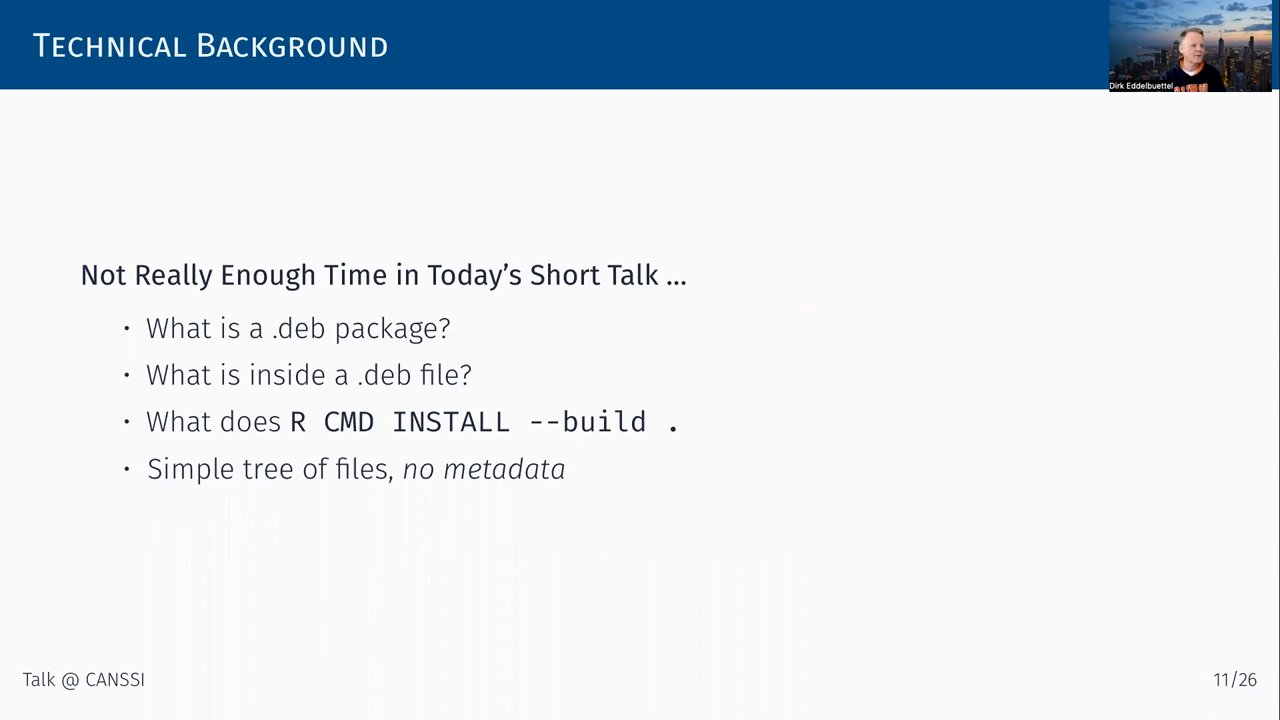 Technical Background
Dirk Eddelbuettel
Not Really Enough Time in Today’s Short Talk ...
• What is a .deb package?
• What is inside a .deb file?
• What does R CMD INSTALL --build .
• Simple tree of files, no metadata
Talk @ CANSSI
11/26